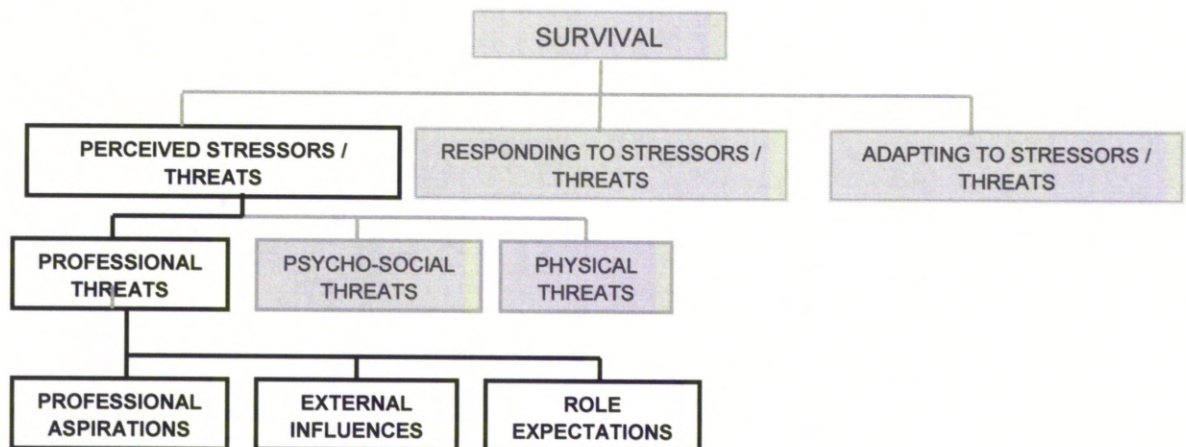 SURVIVAL
PERCEIVED STRESSORS /
THREATS
RESPONDING TO STRESSORS /
THREATS
ADAPTING TO STRESSORS /
THREATS
PROFESSIONAL
THREATS
PSYCHO-SOCIAL
THREATS
PHYSICAL
THREATS
PROFESSIONAL
ASPIRATIONS
EXTERNAL
INFLUENCES
ROLE
EXPECTATIONS